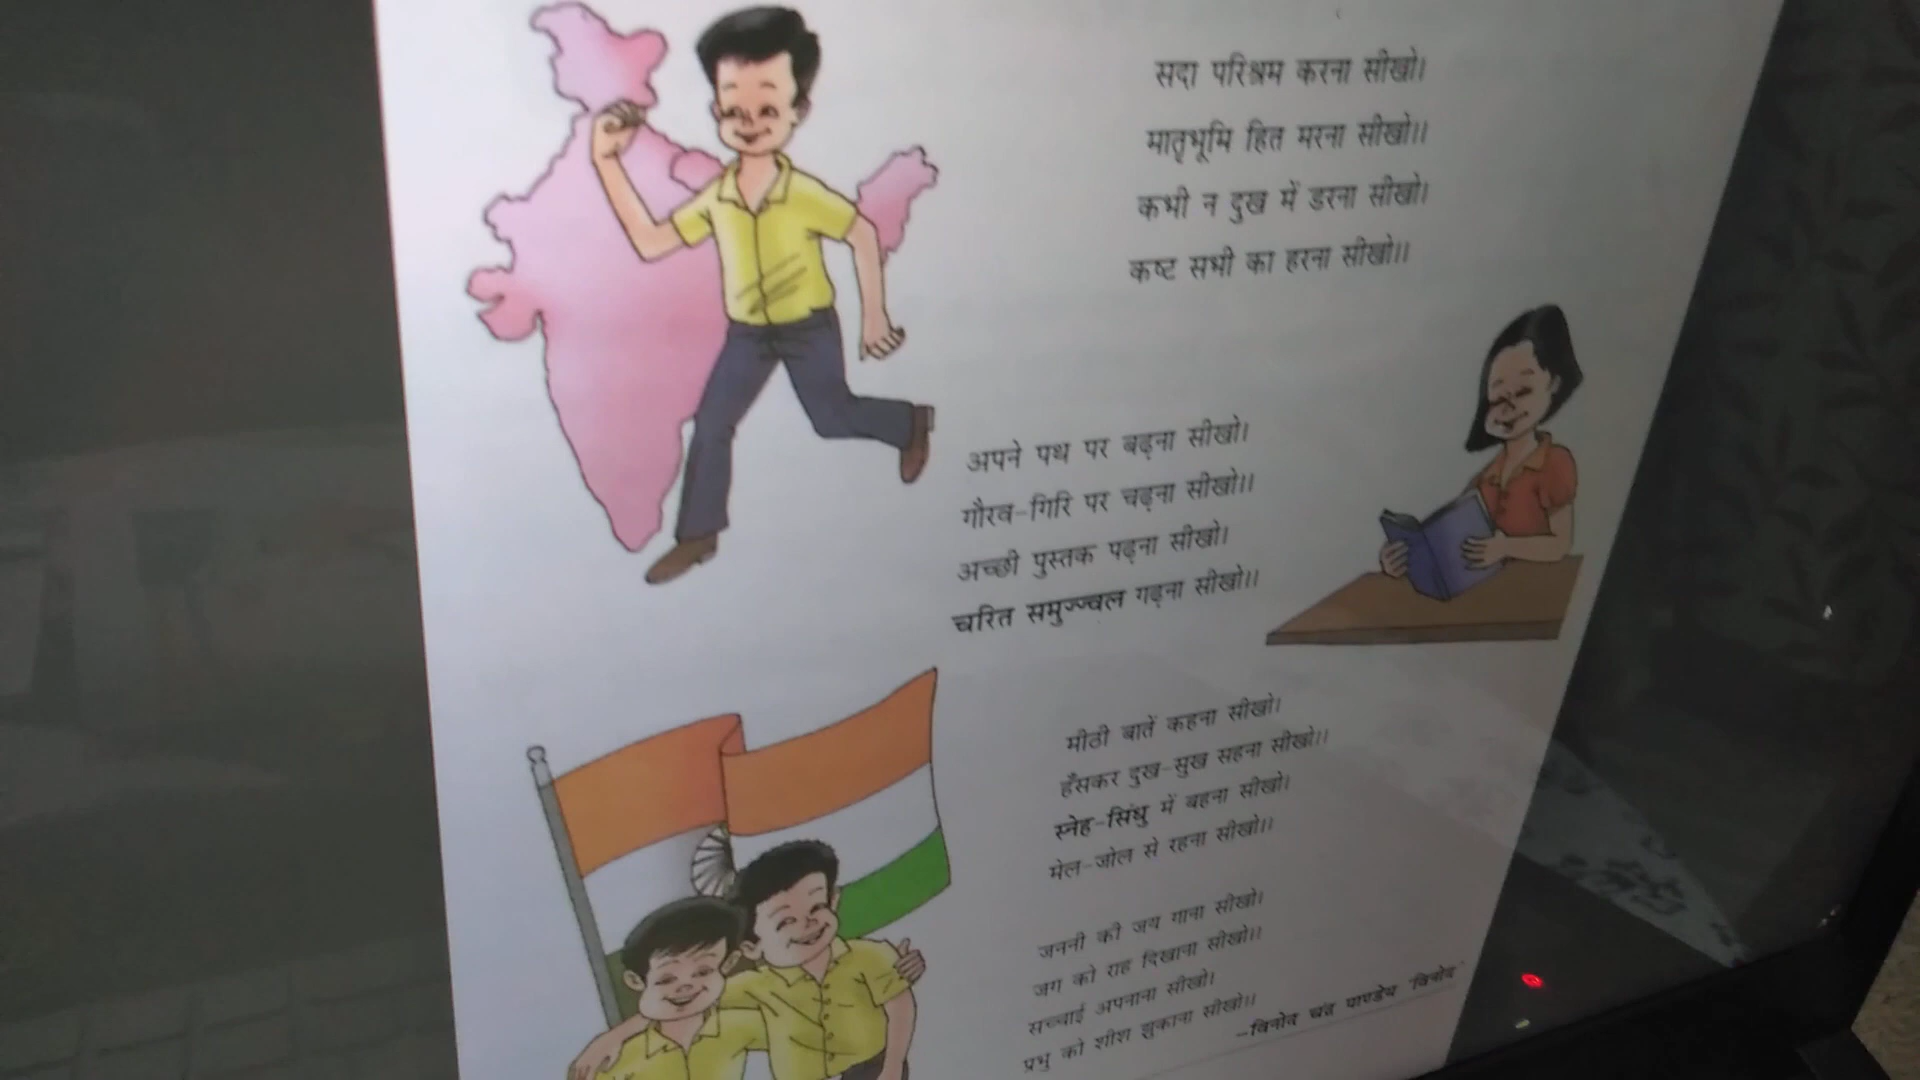 सदा परिश्रम करना सीखो।
मातृभूमि हित मरना सीखो।।
कभी न दुख में डरना सीखो।
कष्ट सभी का हरना सीखो।।
अपने पथ पर बढ़ना सीखो।
गौरव-गिरि पर चढ़ना सीखो।।
अच्छी पुस्तक पढ़ना सीखो।
चरित समुज्ज्वल गढ़ना सीखो।।
मीठी बातें कहना सीखो।
हँसकर दुख-सुख सहना सीखो।।
स्नेह-सिंधु में बहना सीखो।
मेल-जोल से रहना सीखो।।
जननी की जय गाना सीखो।
जग को राह दिखाना सीखो।।
सच्चाई अपनाना सीखो।
प्रभु को शीश झुकाना सीखो।।
-विनोद चंद्र पाण्डेय 'विनोद'